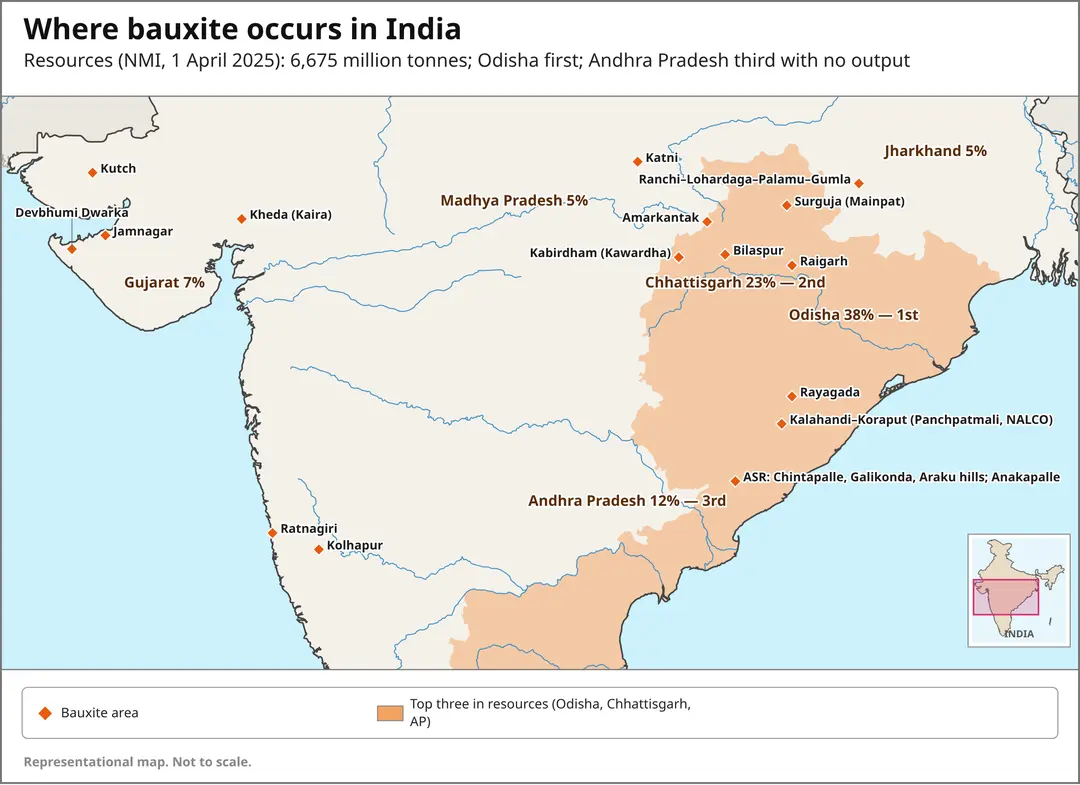 Where bauxite occurs in India
Resources (NMI, 1 April 2025): 6,675 million tonnes; Odisha first; Andhra Pradesh third with no output
Jharkhand 5%
Katni
Kutch
Ranchi–Lohardaga–Palamu–Gumla
Madhya Pradesh 5%
Surguja (Mainpat)
Devbhumi Dwarka
Kheda (Kaira)
Amarkantak
Jamnagar
Kabirdham (Kawardha)
Bilaspur
Raigarh
Gujarat 7%
Chhattisgarh 23% — 2nd
Odisha 38% — 1st
Rayagada
Kalahandi–Koraput (Panchpatmali, NALCO)
ASR: Chintapalle, Galikonda, Araku hills; Anakapalle
Andhra Pradesh 12% — 3rd
Ratnagiri
Kolhapur
INDIA
Bauxite area
Top three in resources (Odisha, Chhattisgarh,
AP)
Representational map. Not to scale.